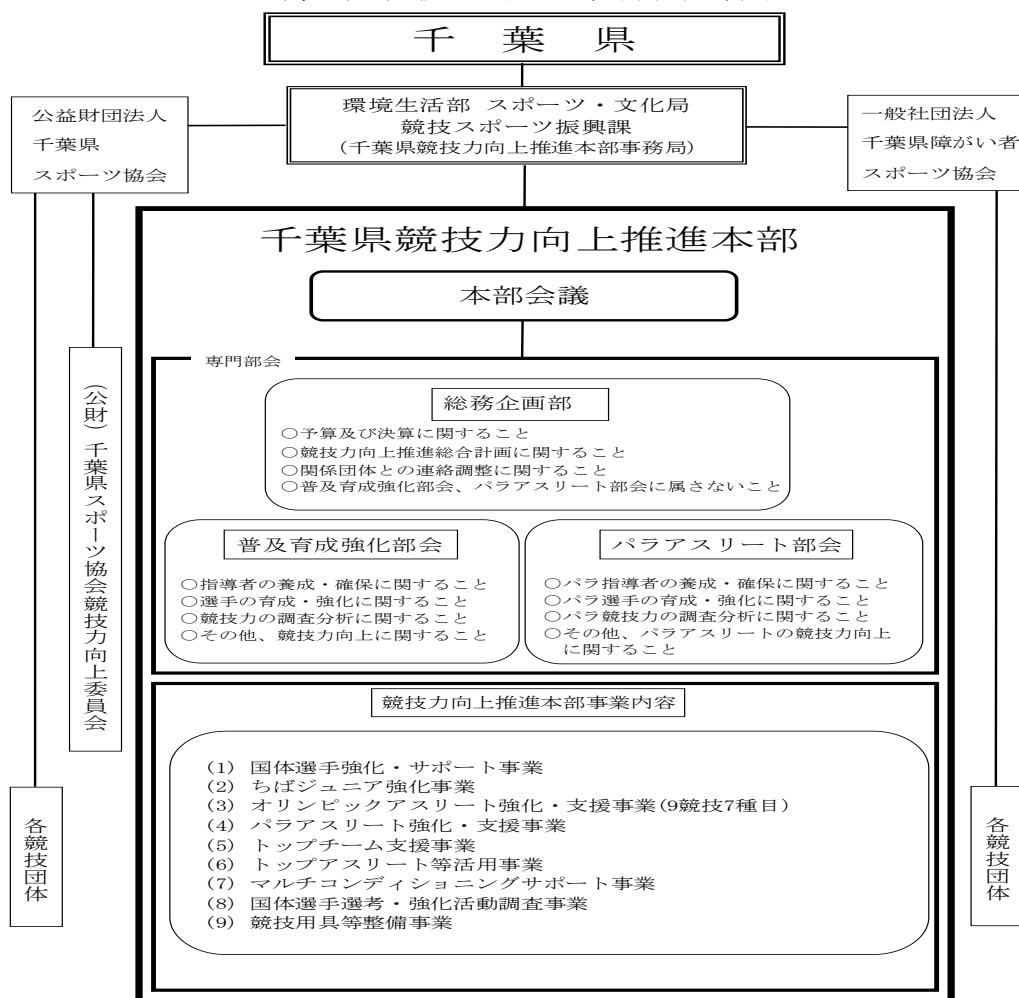 千　葉　県
公益財団法人
千葉県
スポーツ協会
環境生活部 スポーツ・文化局
競技スポーツ振興課
(千葉県競技力向上推進本部事務局)
一般社団法人
千葉県障がい者
スポーツ協会
千葉県競技力向上推進本部
本部会議
専門部会
総務企画部
○予算及び決算に関すること
○競技力向上推進総合計画に関すること
○関係団体との連絡調整に関すること
○普及育成強化部会、パラアスリート部会に属さないこと
普及育成強化部会
○指導者の養成・確保に関すること
○選手の育成・強化に関すること
○競技力の調査分析に関すること
○その他、競技力向上に関すること
パラアスリート部会
○パラ指導者の養成・確保に関すること
○パラ選手の育成・強化に関すること
○パラ競技力の調査分析に関すること
○その他、パラアスリートの競技力向上
に関すること
(公財)千葉県スポーツ協会競技力向上委員会
競技力向上推進本部事業内容
(1) 国体選手強化・サポート事業
(2) ちばジュニア強化事業
(3) オリンピックアスリート強化・支援事業(9競技7種目)
(4) パラアスリート強化・支援事業
(5) トップチーム支援事業
(6) トップアスリート等活用事業
(7) マルチコンディショニングサポート事業
(8) 国体選手選考・強化活動調査事業
(9) 競技用具等整備事業
各競技団体
各競技団体